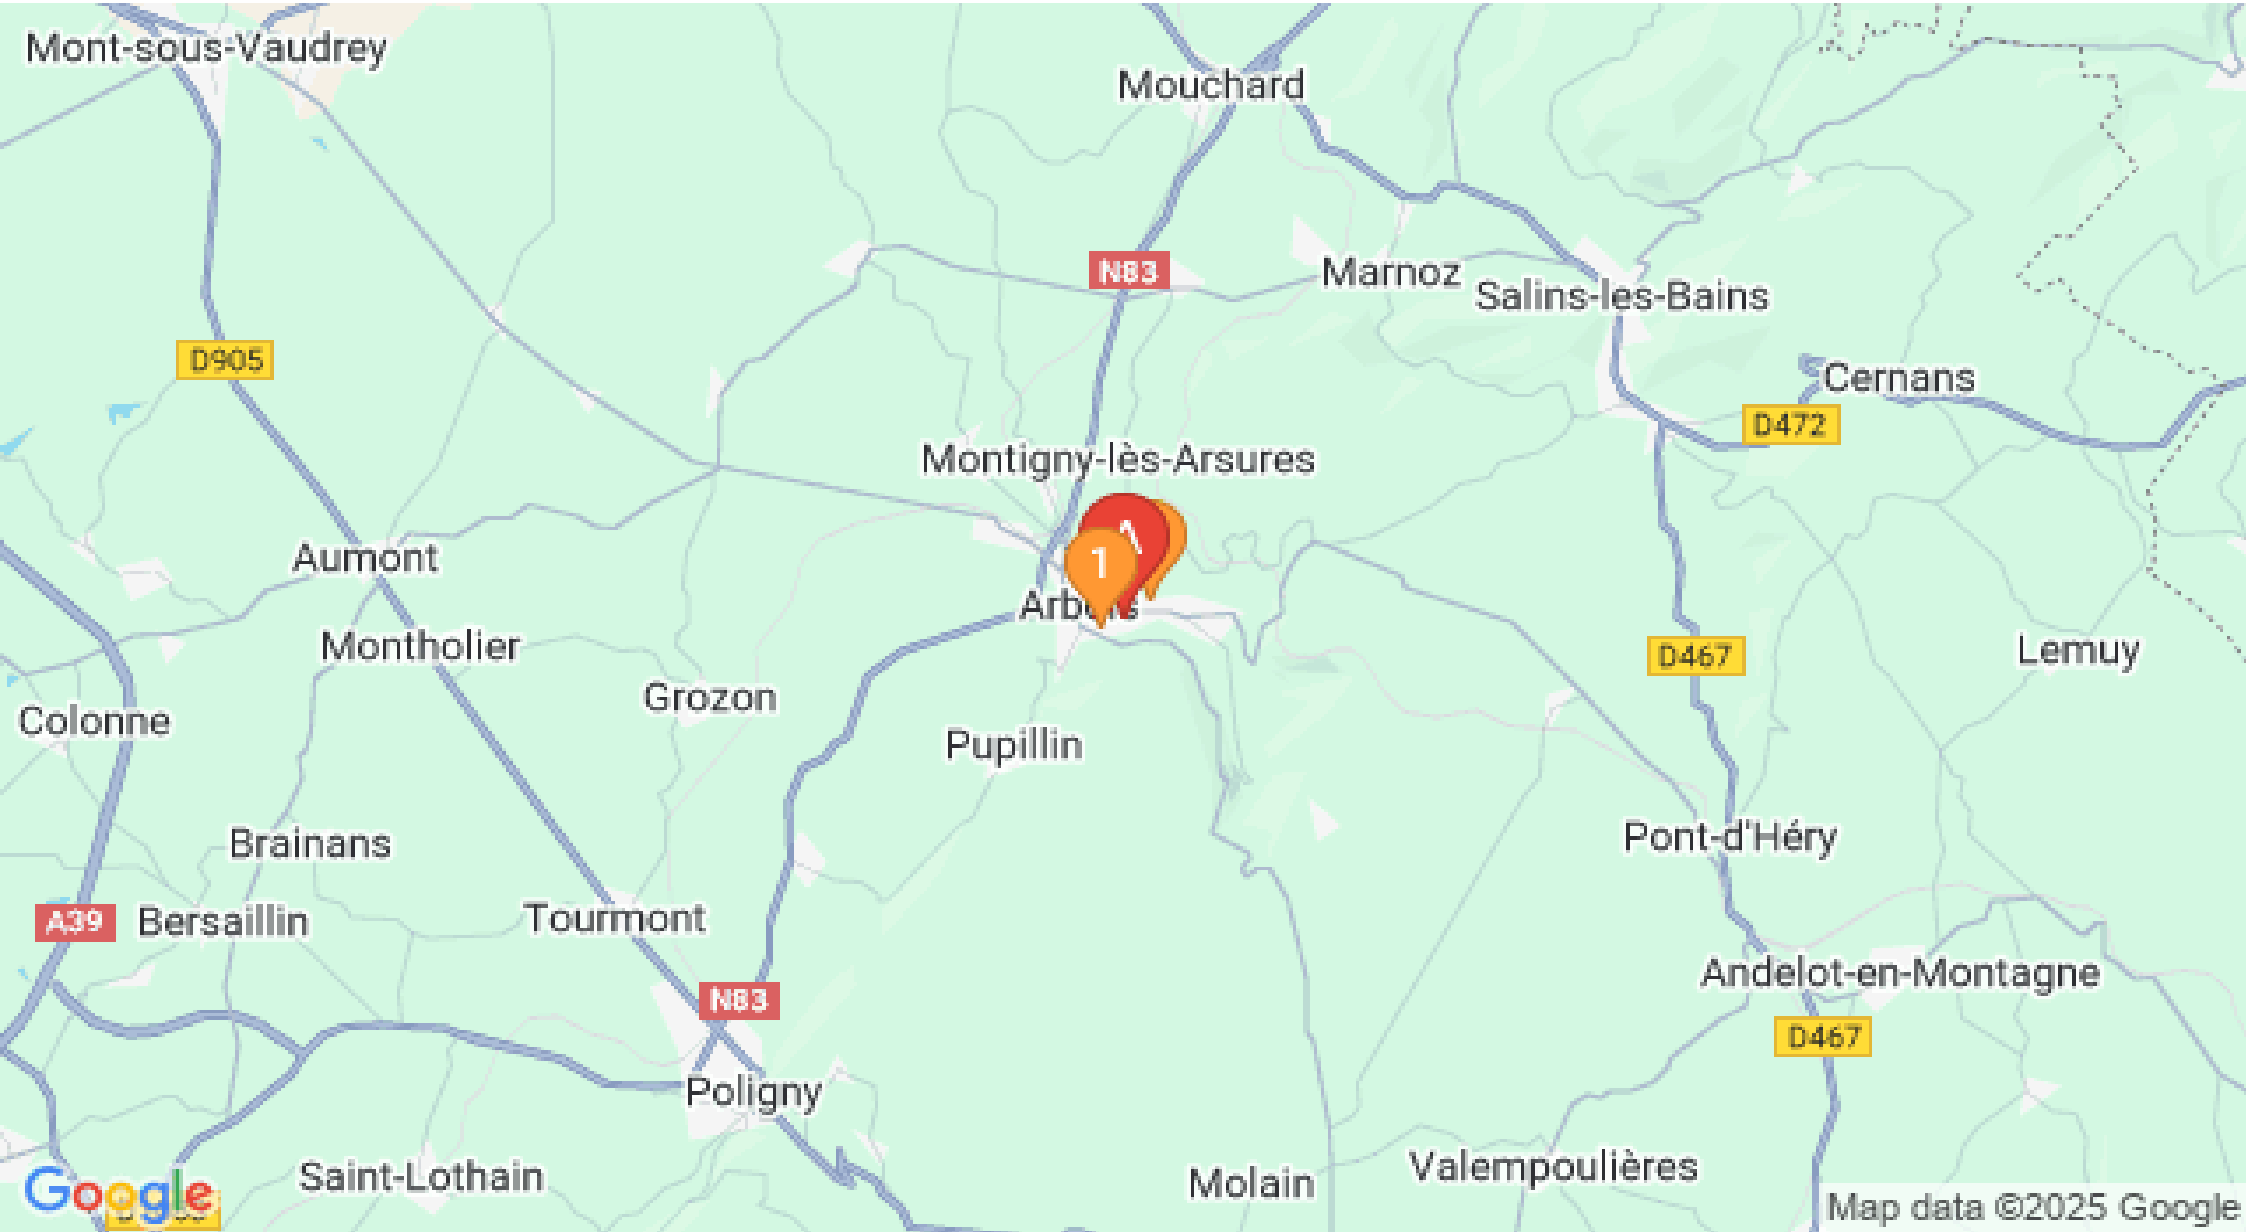 Mont-sous-Vaudrey
Mouchard
N83
Marnoz
Salins-les-Bains
D905
Cernans
D472
Montigny-lès-Arsures
1
Aumont
Montholier
D467
Lemuy
Grozon
Colonne
Pupillin
Pont-d'Héry
Brainans
A39
Bersaillin
Tourmont
Andelot-en-Montagne
N83
D467
Poligny
Saint-Lothain
Molain
Valempoulières
Google
Map data ©2025 Google